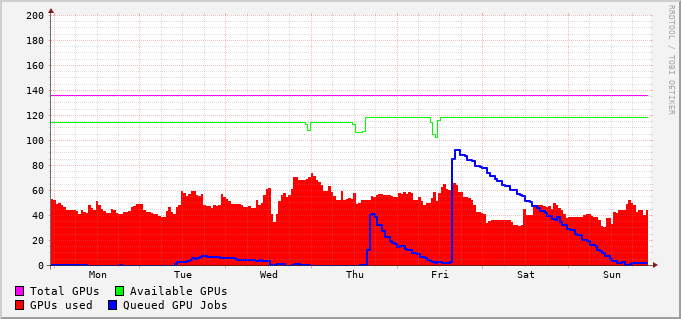 200
180
160
140
120
100
80
60
40
20
0
Mon Tue Wed Thu Fri Sat Sun
Total GPUs Available GPUs
GPUs used Queued GPU Jobs
RRDTOOL / TOBI OETIKER